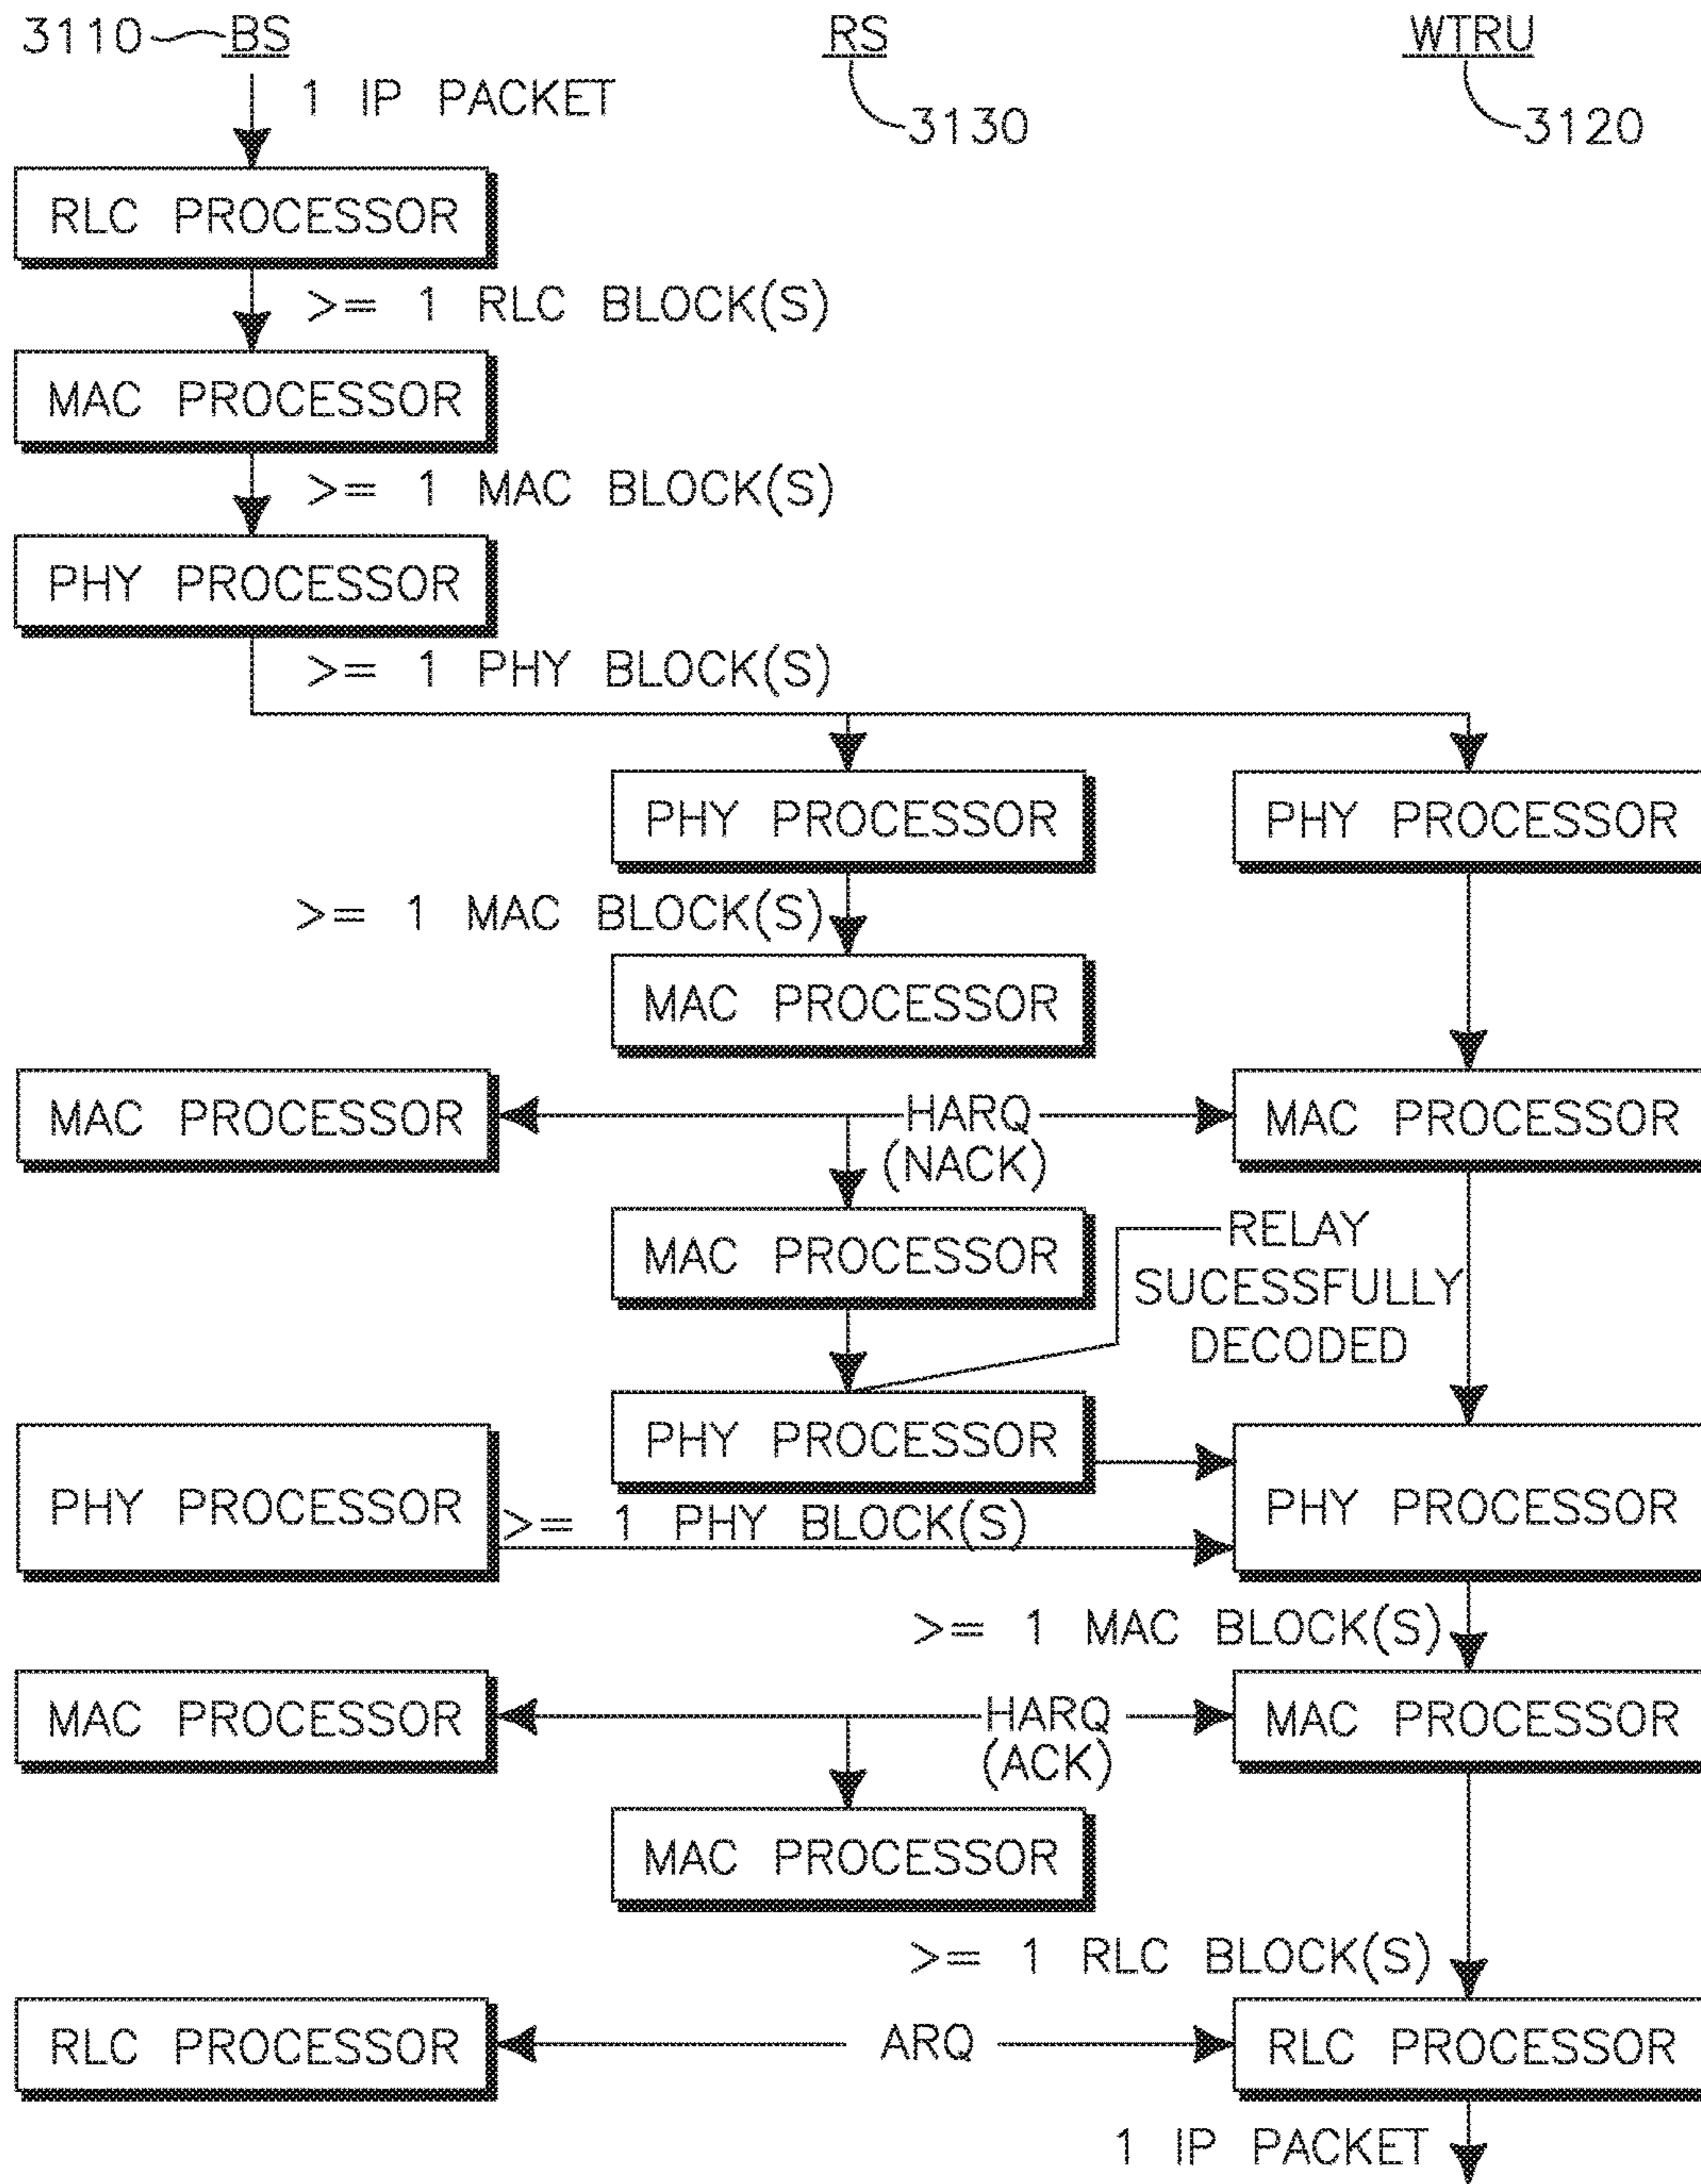 3110 BS RS WTRU
1 IP PACKET
3130 3120
RLC PROCESSOR
>= 1 RLC BLOCK(S)
MAC PROCESSOR
>= 1 MAC BLOCK(S)
PHY PROCESSOR
>= 1 PHY BLOCK(S)
PHY PROCESSOR PHY PROCESSOR
>= 1 MAC BLOCK(S)
MAC PROCESSOR
MAC PROCESSOR HARQ MAC PROCESSOR
(NACK)
MAC PROCESSOR
RELAY
SUCESSFULLY
DECODED
PHY PROCESSOR
PHY PROCESSOR PHY PROCESSOR
>= 1 PHY BLOCK(S)
>= 1 MAC BLOCK(S)
MAC PROCESSOR HARQ MAC PROCESSOR
(ACK)
MAC PROCESSOR
>= 1 RLC BLOCK(S)
RLC PROCESSOR ARQ RLC PROCESSOR
1 IP PACKET